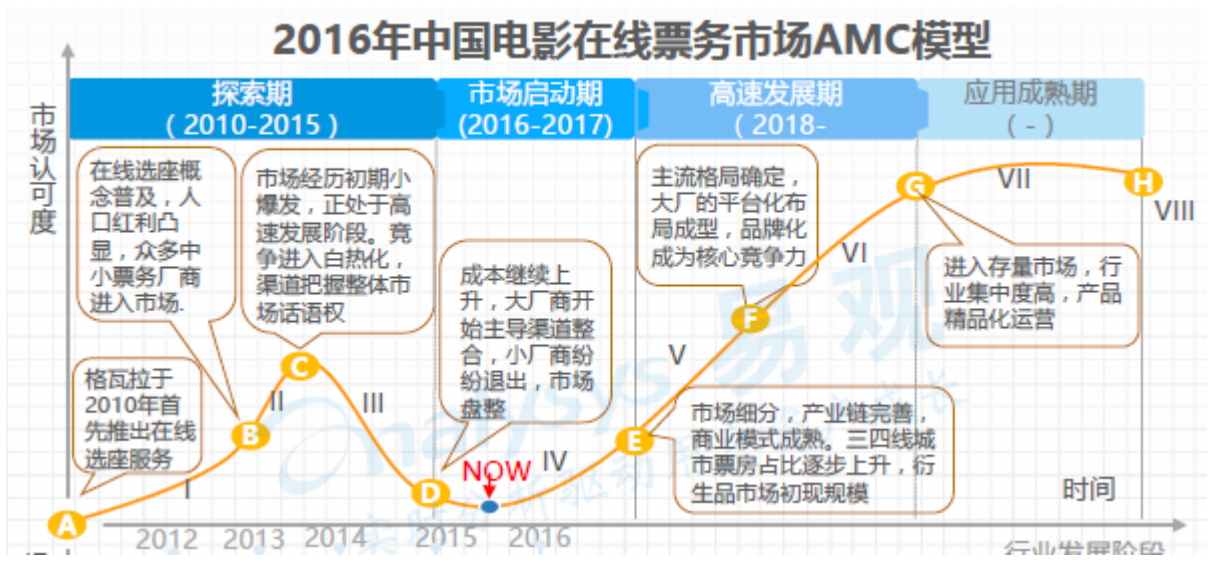 2016年中国电影在线票务市场AMC模型
市场认可度
探索期
（2010-2015）
市场启动期
(2016-2017)
高速发展期
（2018-
应用成熟期
（-）
在线选座概
念普及，人
口红利凸
显，众多中
小票务厂商
进入市场.
市场经历初期小
爆发，正处于高
速发展阶段。竞
争进入白热化，
渠道把握整体市
场话语权
成本继续上
升，大厂商开
始主导渠道整
合，小厂商纷
纷退出，市场
盘整
主流格局确定，
大厂的平台化布
局成型，品牌化
成为核心竞争力
进入存量市场，行
业集中度高，产品
精品化运营
格瓦拉于
2010年首
先推出在线
选座服务
市场细分，产业链完善，
商业模式成熟。三四线城
市票房占比逐步上升，衍
生品市场初现规模
A
I
B
II
C
III
D
NOW
IV
E
V
F
VI
G
VII
H
VIII
时间
2012
2013
2014
2015
2016
行业发展阶段
nalysys 易观